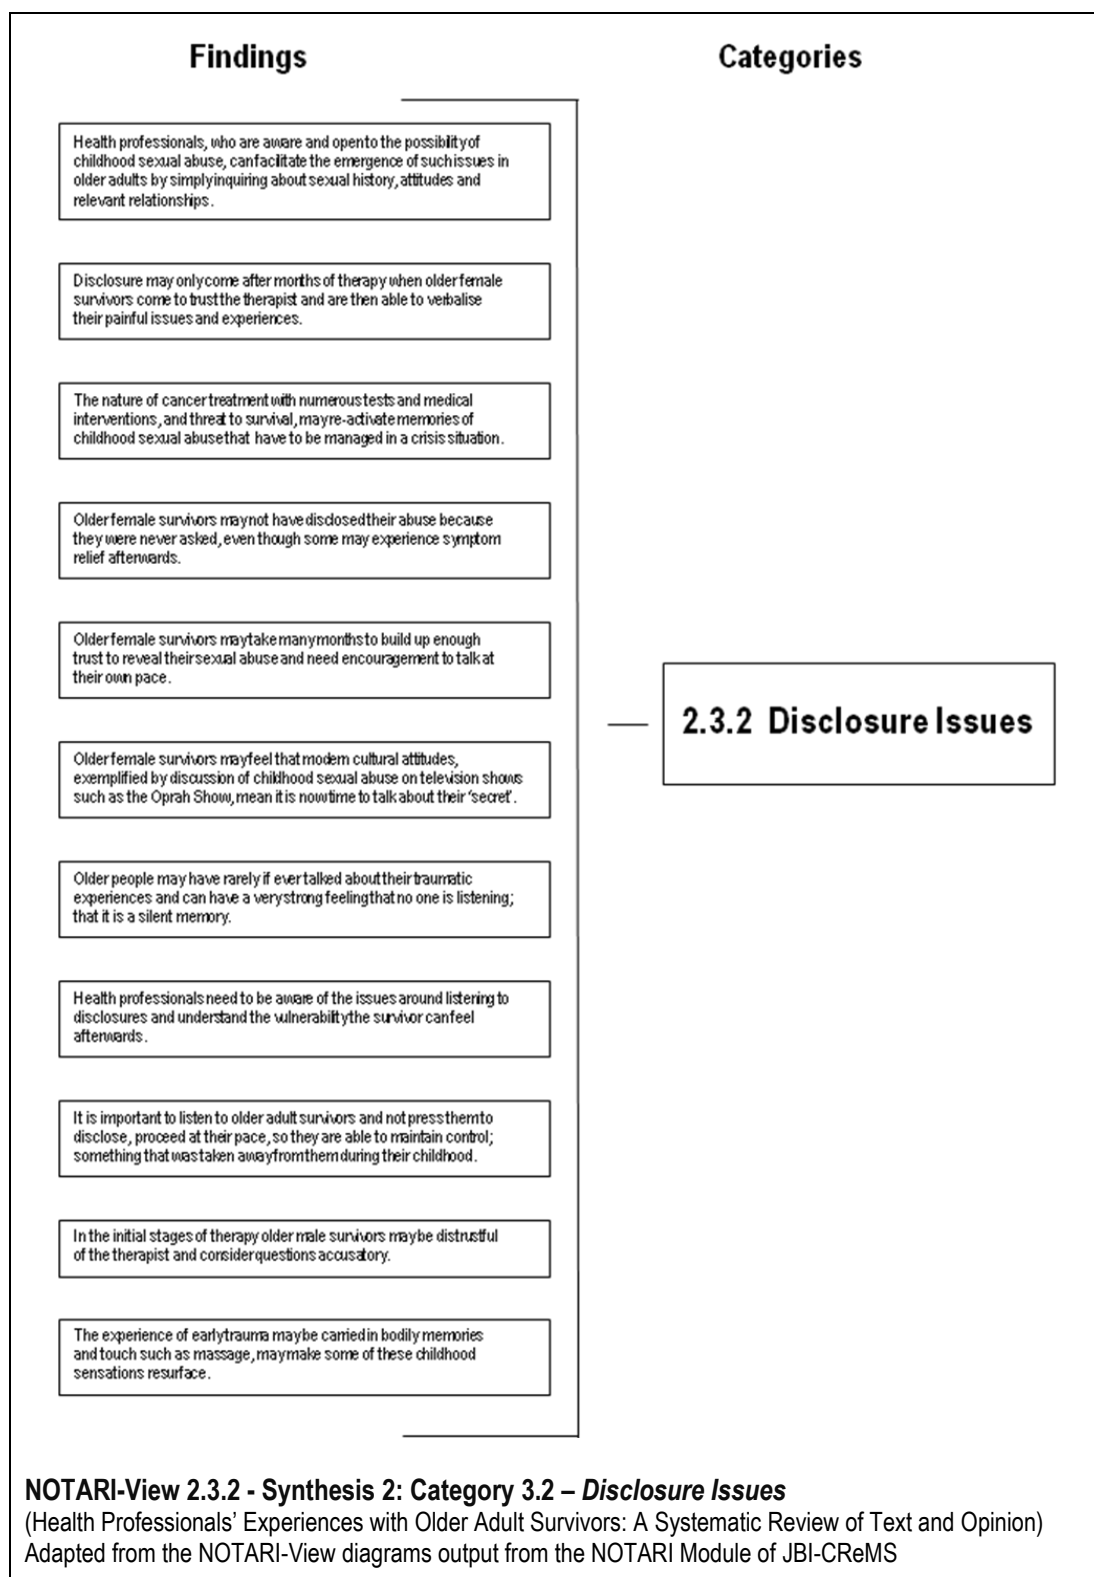 Findings
Categories
Health professionals, who are aware and open to the possibility of
childhood sexual abuse, can facilitate the emergence of such issues in
older adults by simply inquiring about sexual history, attitudes and
relevant relationships.
Disclosure may only come after months of therapy when older female
survivors come to trust the therapist and are then able to verbalise
their painful issues and experiences.
The nature of cancer treatment with numerous tests and medical
interventions, and threat to survival, may re-activate memories of
childhood sexual abuse that have to be managed in a crisis situation.
Older female survivors may not have disclosed their abuse because
they were never asked, even though some may experience symptom
relief afterwards.
Older female survivors may take many months to build up enough
trust to reveal their sexual abuse and need encouragement to talk at
their own pace.
2.3.2 Disclosure Issues
Older female survivors may feel that modern cultural attitudes,
exemplified by discussion of childhood sexual abuse on television shows
such as the Oprah Show, mean it is now time to talk about their 'secret'.
Older people may have rarely if ever talked about their traumatic
experiences and can have a very strong feeling that no one is listening;
that it is a silent memory.
Health professionals need to be aware of the issues around listening to
disclosures and understand the vulnerability the survivor can feel
afterwards.
It is important to listen to older adult survivors and not press them to
disclose, proceed at their pace, so they are able to maintain control;
something that was taken away from them during their childhood.
In the initial stages of therapy older male survivors may be distrustful
of the therapist and consider questions accusatory.
The experience of early trauma may be carried in bodily memories
and touch such as massage, may make some of these childhood
sensations resurface.
NOTARI-View 2.3.2 - Synthesis 2: Category 3.2 – Disclosure Issues
(Health Professionals' Experiences with Older Adult Survivors: A Systematic Review of Text and Opinion)
Adapted from the NOTARI-View diagrams output from the NOTARI Module of JBI-CReMS